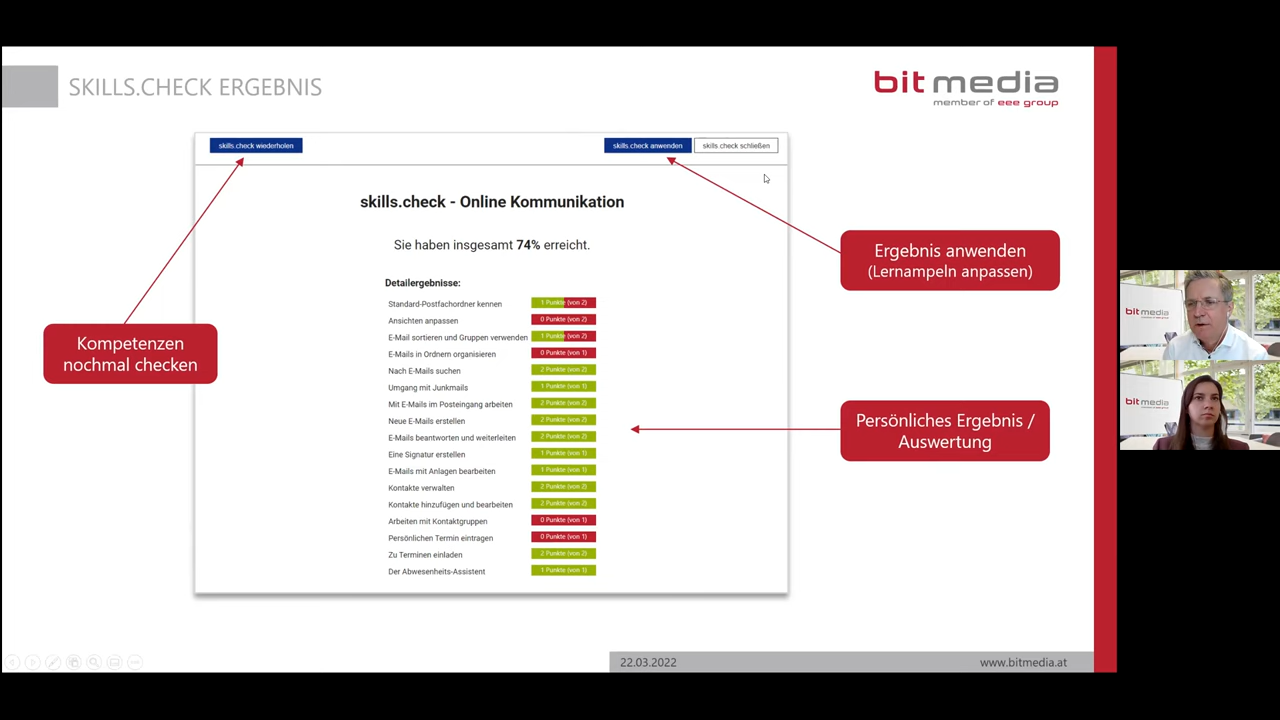 SKILLS.CHECK ERGEBNIS
bit media
member of eee group
skills.check wiederholen
skills.check anwenden
skills.check schließen
skills.check - Online Kommunikation
Sie haben insgesamt 74% erreicht.
Detailergebnisse:
Standard-Postfachordner kennen 1 Punkte (von 2)
Ansichten anpassen 0 Punkte (von 2)
E-Mail sortieren und Gruppen verwenden 1 Punkte (von 2)
E-Mails in Ordnern organisieren 0 Punkte (von 1)
Nach E-Mails suchen 2 Punkte (von 2)
Umgang mit Junkmails 1 Punkte (von 1)
Mit E-Mails im Posteingang arbeiten 2 Punkte (von 2)
Neue E-Mails erstellen 2 Punkte (von 2)
E-Mails beantworten und weiterleiten 2 Punkte (von 2)
Eine Signatur erstellen 1 Punkte (von 1)
E-Mails mit Anlagen bearbeiten 1 Punkte (von 1)
Kontakte verwalten 2 Punkte (von 2)
Kontakte hinzufügen und bearbeiten 2 Punkte (von 2)
Arbeiten mit Kontaktgruppen 0 Punkte (von 1)
Persönlichen Termin eintragen 0 Punkte (von 1)
Zu Terminen einladen 2 Punkte (von 2)
Der Abwesenheits-Assistent 1 Punkte (von 1)
Kompetenzen
nochmal checken
Ergebnis anwenden
(Lernampeln anpassen)
Persönliches Ergebnis /
Auswertung
bit media
bit media
22.03.2022
www.bitmedia.at